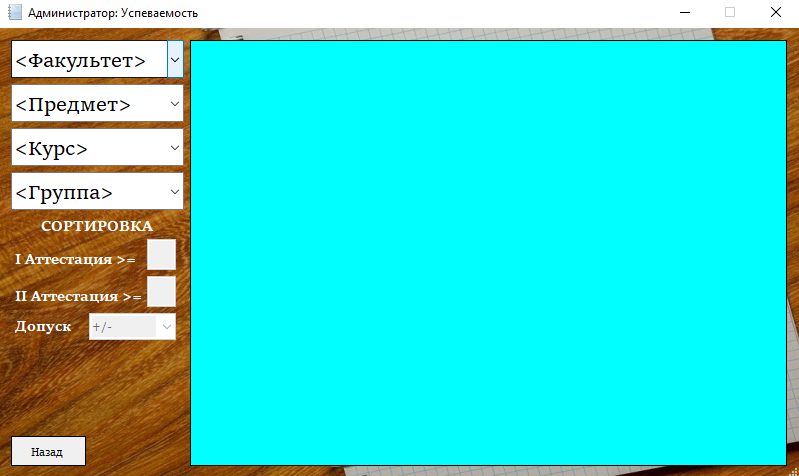 Администратор: Успеваемость
<Факультет>
<Предмет>
<Курс>
<Группа>
СОРТИРОВКА
I Аттестация >=
II Аттестация >=
Допуск +/-
Назад